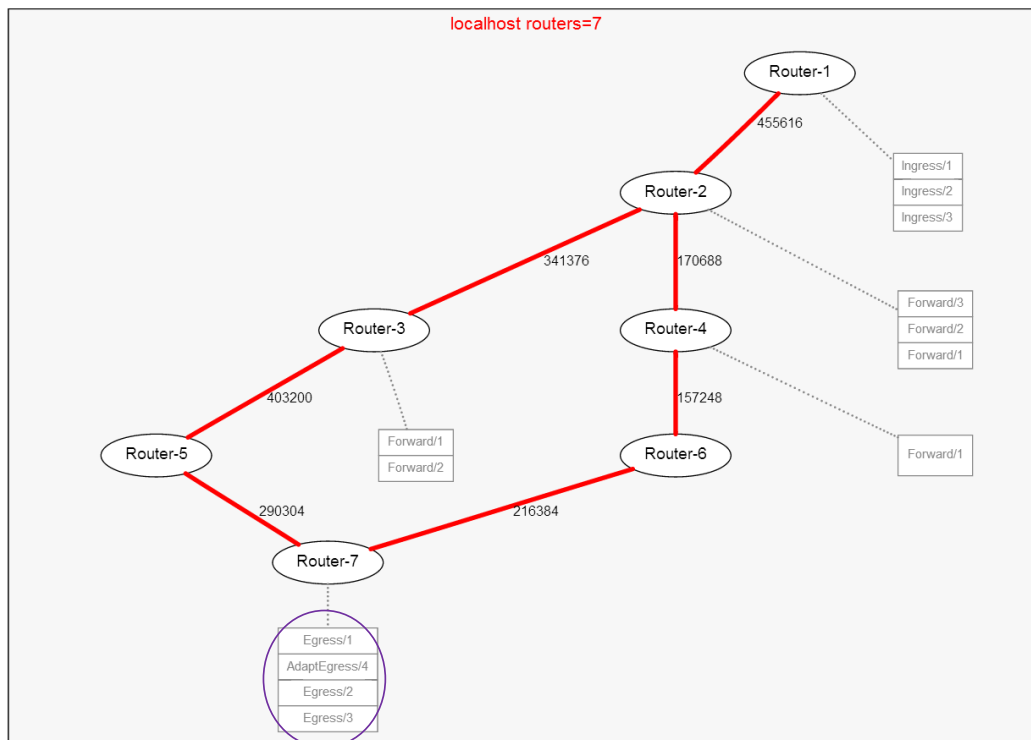 localhost routers=7
Router-1
455616
Ingress/1
Ingress/2
Ingress/3
Router-2
341376
170688
Forward/3
Forward/2
Forward/1
Router-3
Router-4
403200
157248
Forward/1
Forward/2
Forward/1
Router-5
Router-6
290304
216384
Router-7
Egress/1
AdaptEgress/4
Egress/2
Egress/3